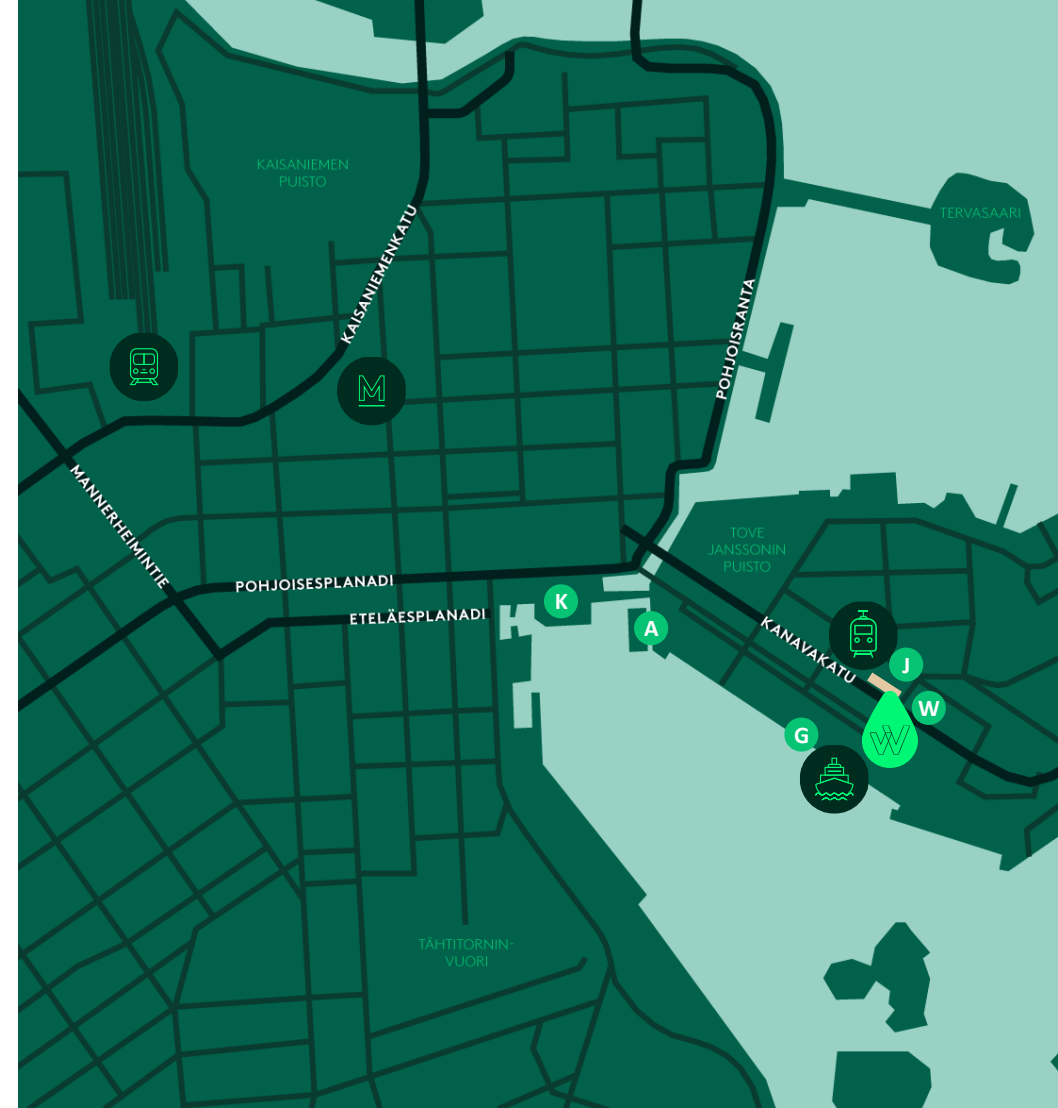 KAISANIEMEN
PUISTO
TERVASAARI
KAISANIEMENKATU
POHJOISRANTA
M
MANNERHEIMINTIE
TOVE
JANSSONIN
PUISTO
POHJOISESPLANADI
ETELÄESPLANADI
K
A
KANAVAKATU
J
W
G
W
TÄHTITORNIN-
VUORI